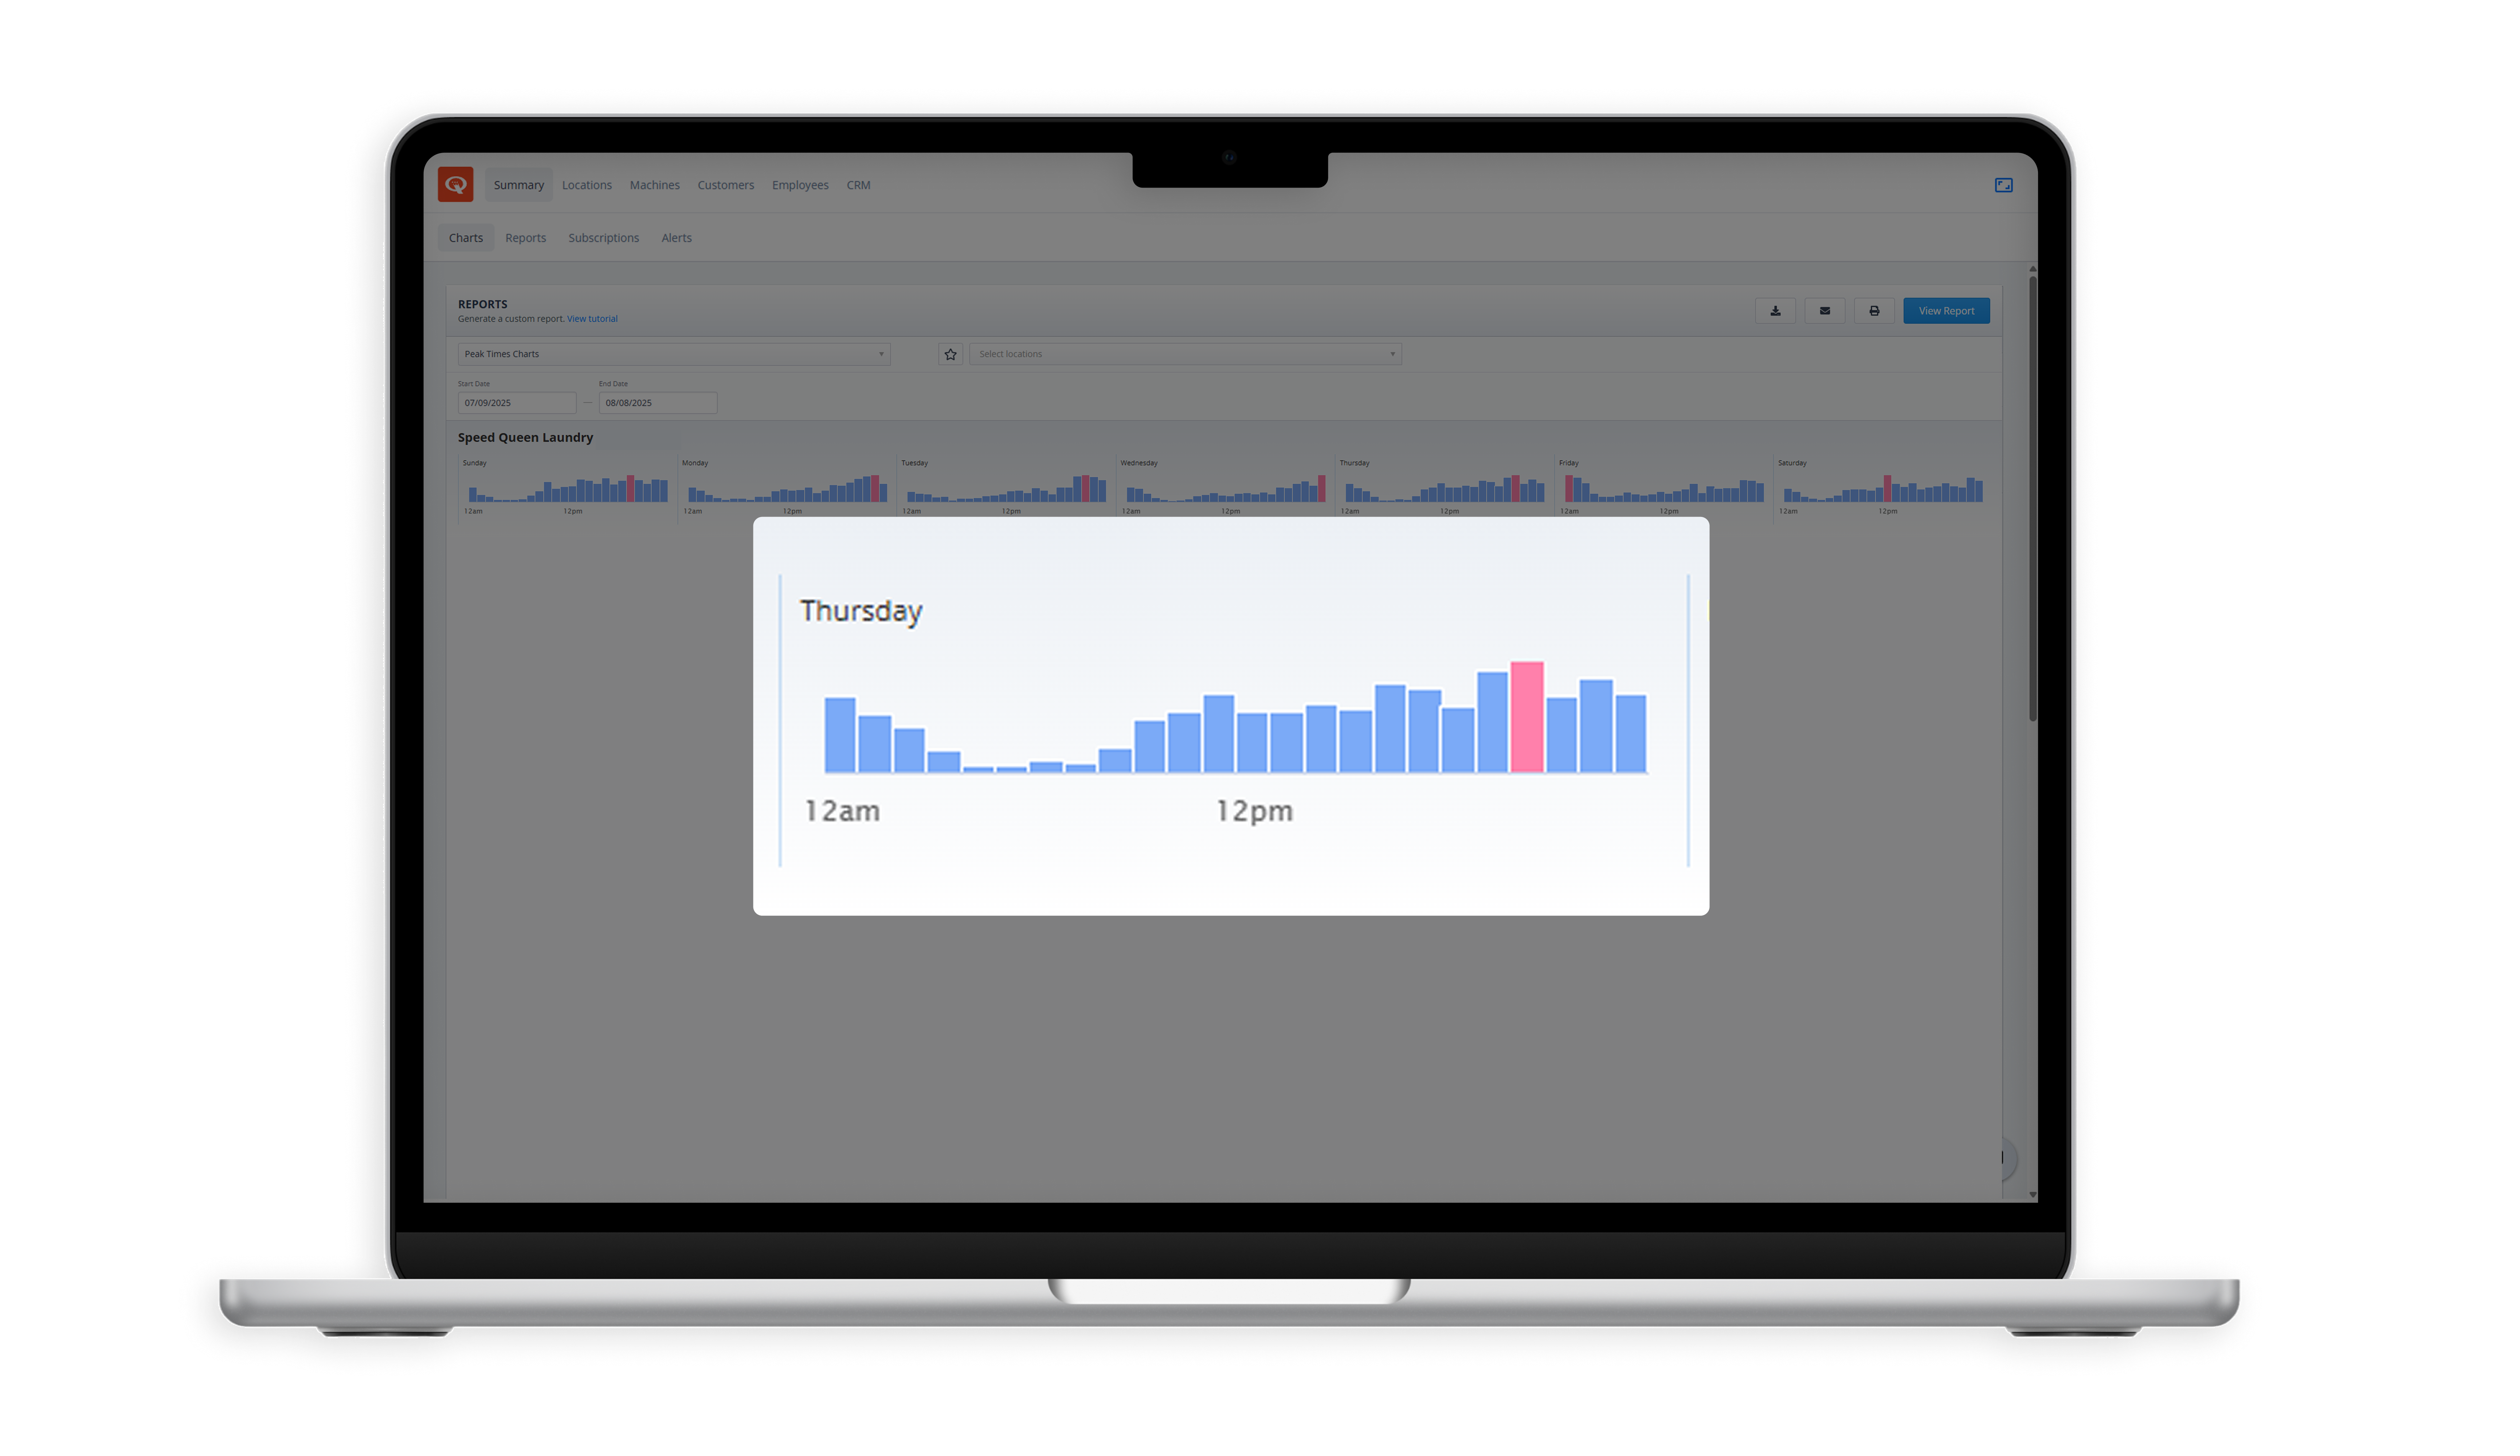 Summary Locations Machines Customers Employees CRM
Charts Reports Subscriptions Alerts
REPORTS
Generate a custom report. View tutorial
View Report
Peak Times Charts
Select locations
Start Date End Date
07/09/2025 — 08/08/2025
Speed Queen Laundry
Sunday Monday Tuesday Wednesday Thursday Friday Saturday
12am 12pm 12am 12pm 12am 12pm 12am 12pm 12am 12pm 12am 12pm 12am 12pm
Thursday
12am 12pm